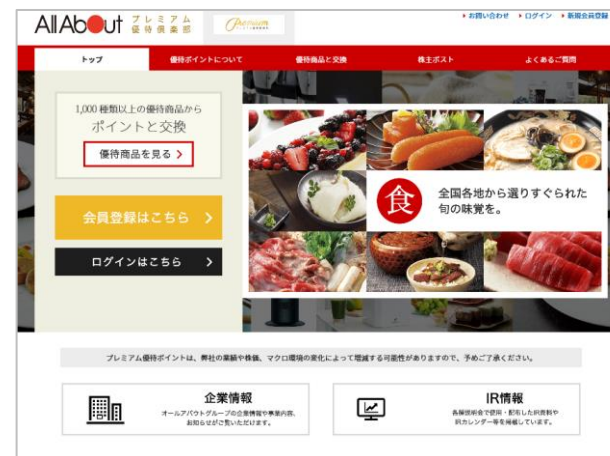 AllAbout プレミアム
優待倶楽部
Premium
お問い合わせ ログイン 新規会員登録
トップ 優待ポイントについて 優待商品と交換 株主ポスト よくあるご質問
1,000種類以上の優待商品から
ポイントと交換
優待商品を見る
会員登録はこちら
ログインはこちら
食 全国各地から選りすぐられた
旬の味覚を。
プレミアム優待ポイントは、弊社の業績や株価、マクロ環境の変化によって増減する可能性がありますので、予めご了承ください。
企業情報
オールアバウトグループの企業情報や事業内容、
お知らせがご覧いただけます。
IR情報
各種説明会で使用・配布したIR資料や
IRカレンダー等を掲載しています。